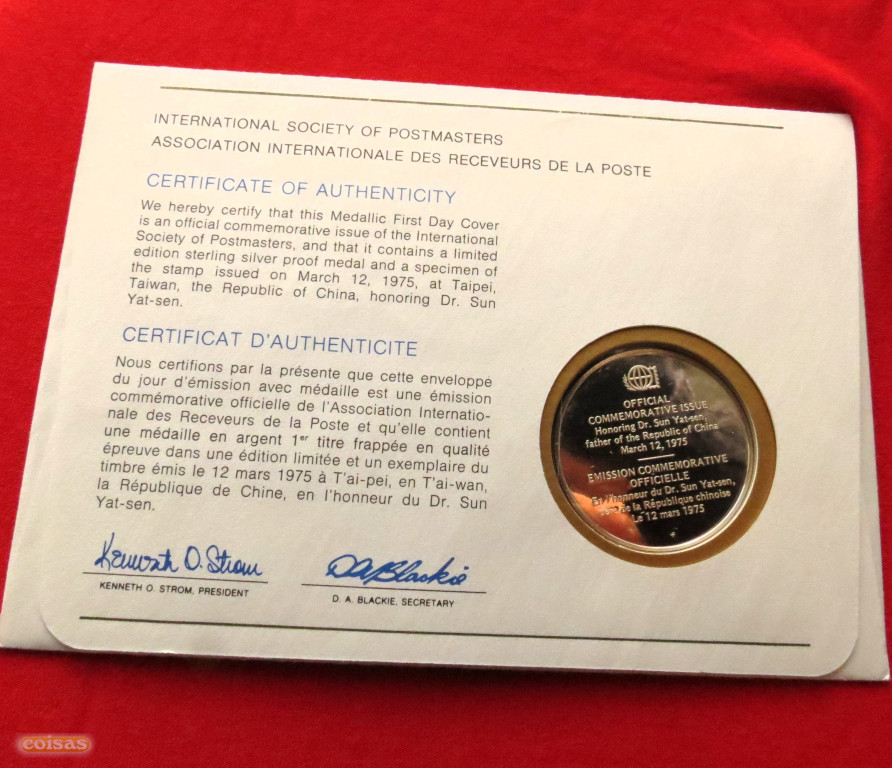 INTERNATIONAL SOCIETY OF POSTMASTERS
ASSOCIATION INTERNATIONALE DES RECEVEURS DE LA POSTE
CERTIFICATE OF AUTHENTICITY
We hereby certify that this Medallic First Day Cover
is an official commemorative issue of the International
Society of Postmasters, and that it contains a limited
edition sterling silver proof medal and a specimen of
the stamp issued on March 12, 1975, at Taipei,
Taiwan, the Republic of China, honoring Dr. Sun
Yat-sen.
CERTIFICAT D'AUTHENTICITE
Nous certifions par la présente que cette enveloppe
du jour d'émission avec médaille est une émission
commémorative officielle de l'Association Internatio-
nale des Receveurs de la Poste et qu'elle contient
une médaille en argent 1er titre frappée en qualité
épreuve dans une édition limitée et un exemplaire du
timbre émis le 12 mars 1975 à T'ai-pei, en T'ai-wan,
la République de Chine, en l'honneur du Dr. Sun
Yat-sen.
Kenneth O. Strom
KENNETH O. STROM, PRESIDENT
D A Blackie
D. A. BLACKIE, SECRETARY
OFFICIAL
COMMEMORATIVE ISSUE
Honoring Dr. Sun Yat-sen,
father of the Republic of China
March 12, 1975
EMISSION COMMEMORATIVE
OFFICIELLE
En l'honneur du Dr. Sun Yat-sen,
père de la République chinoise
Le 12 mars 1975
coisas